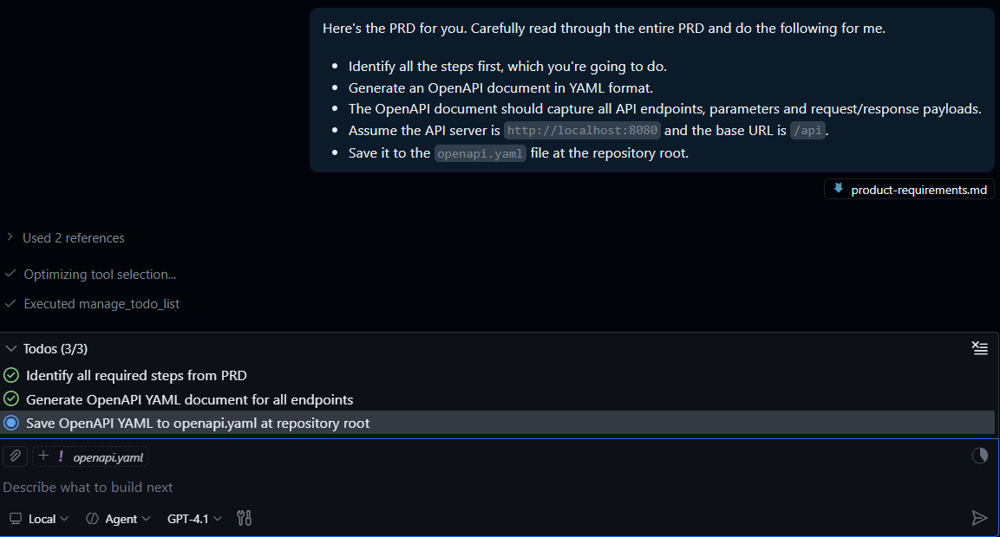 Here's the PRD for you. Carefully read through the entire PRD and do the following for me.
Identify all the steps first, which you're going to do.
Generate an OpenAPI document in YAML format.
The OpenAPI document should capture all API endpoints, parameters and request/response payloads.
Assume the API server is http://localhost:8080 and the base URL is /api.
Save it to the openapi.yaml file at the repository root.
product-requirements.md
Used 2 references
Optimizing tool selection...
Executed manage_todo_list
Todos (3/3)
Identify all required steps from PRD
Generate OpenAPI YAML document for all endpoints
Save OpenAPI YAML to openapi.yaml at repository root
+ ! openapi.yaml
Describe what to build next
Local Agent GPT-4.1